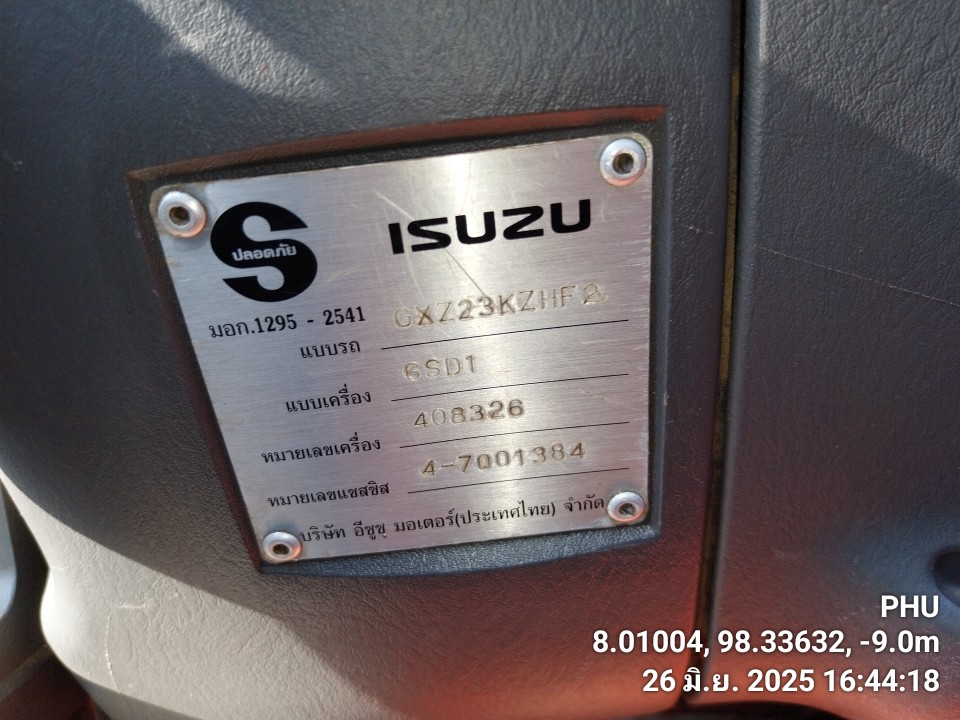 S
ปลอดภัย
ISUZU
มอก.1295 - 2541
แบบรถ GXZ23KZHF2
แบบเครื่อง 6SD1
หมายเลขเครื่อง 408326
หมายเลขแชสซิส 4-7001384
บริษัท อีซูซุ มอเตอร์(ประเทศไทย) จำกัด
PHU
8.01004, 98.33632, -9.0m
26 มิ.ย. 2025 16:44:18